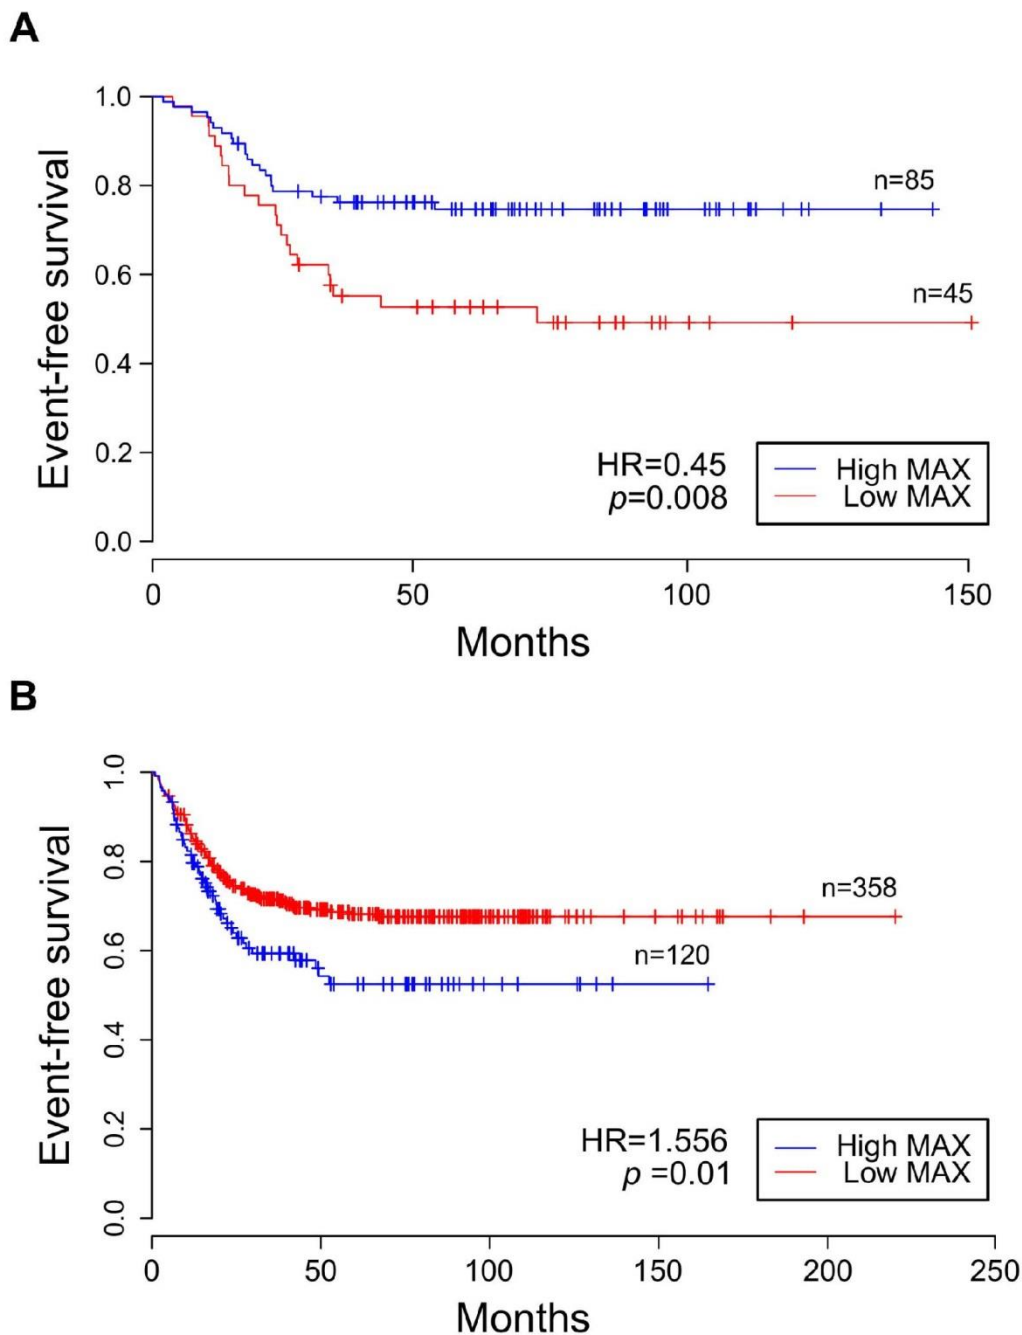 A
Event-free survival
1.0
0.8
0.6
0.4
0.2
0.0
n=85
n=45
HR=0.45
p=0.008
High MAX
Low MAX
0 50 100 150
Months
B
Event-free survival
1.0
0.8
0.6
0.4
0.2
0.0
n=358
n=120
HR=1.556
p =0.01
High MAX
Low MAX
0 50 100 150 200 250
Months